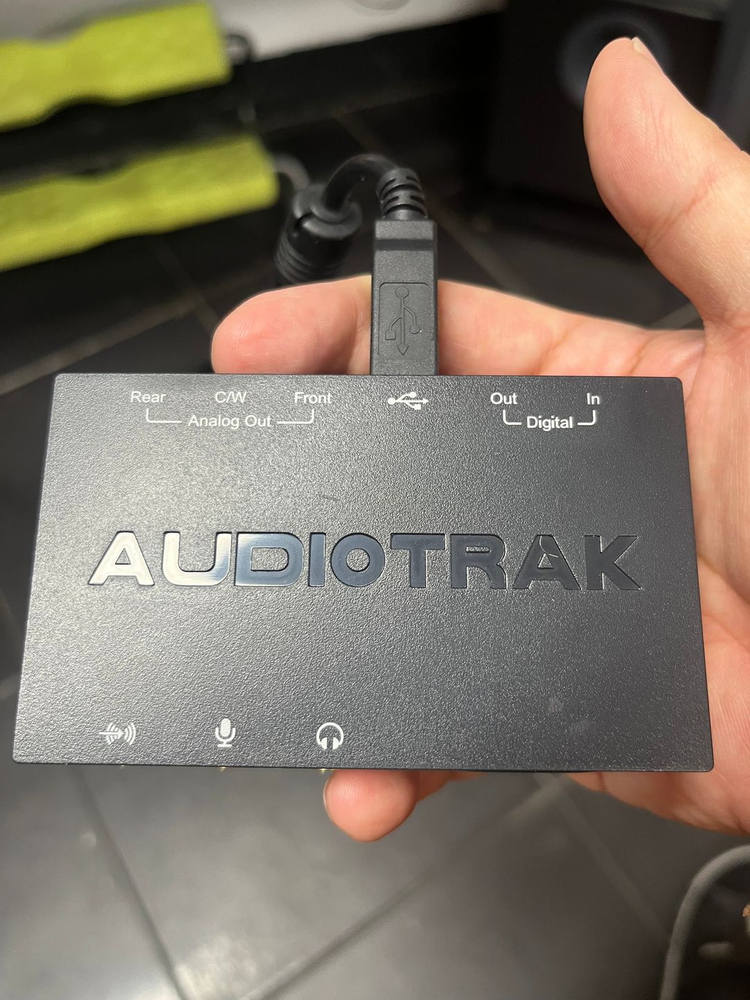 Rear C/W Front Out In
Analog Out Digital
AUDIOTRAK